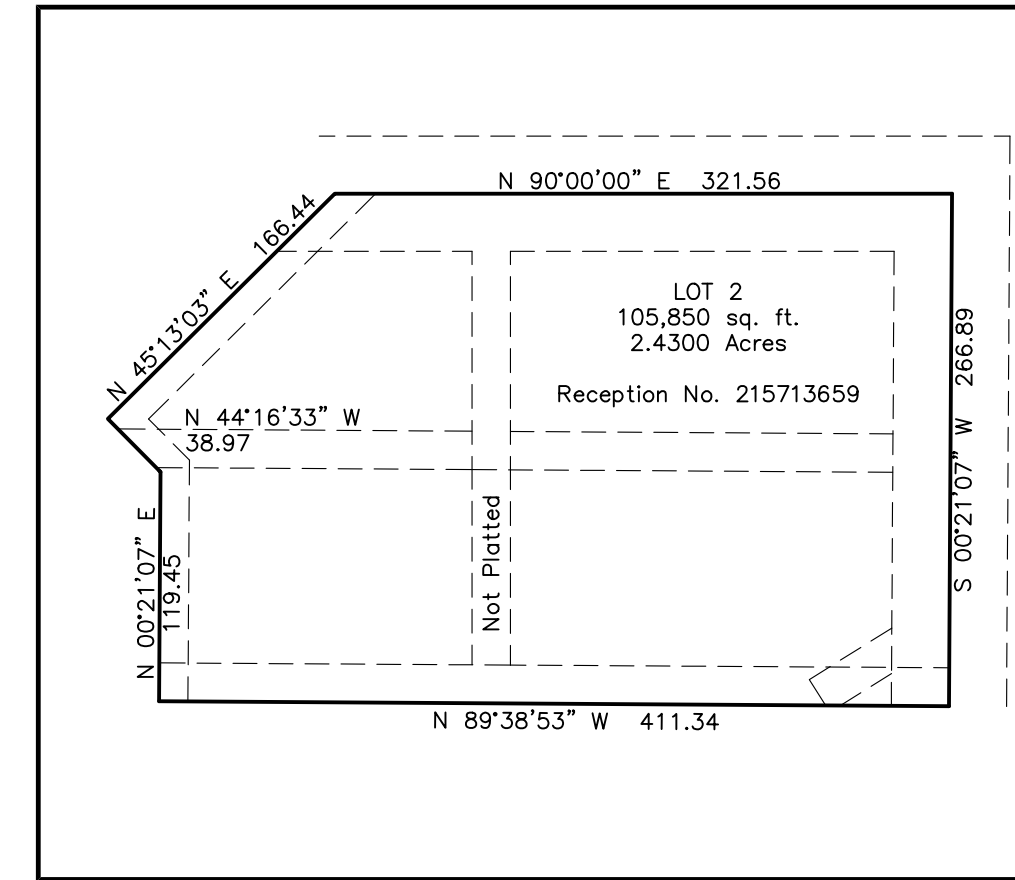 N 90°00'00" E 321.56
N 45°13'03" E 166.44
LOT 2
105,850 sq. ft.
2.4300 Acres
Reception No. 215713659
S 00°21'07" W 266.89
N 44°16'33" W
38.97
N 00°21'07" E
119.45
Not Platted
N 89°38'53" W 411.34